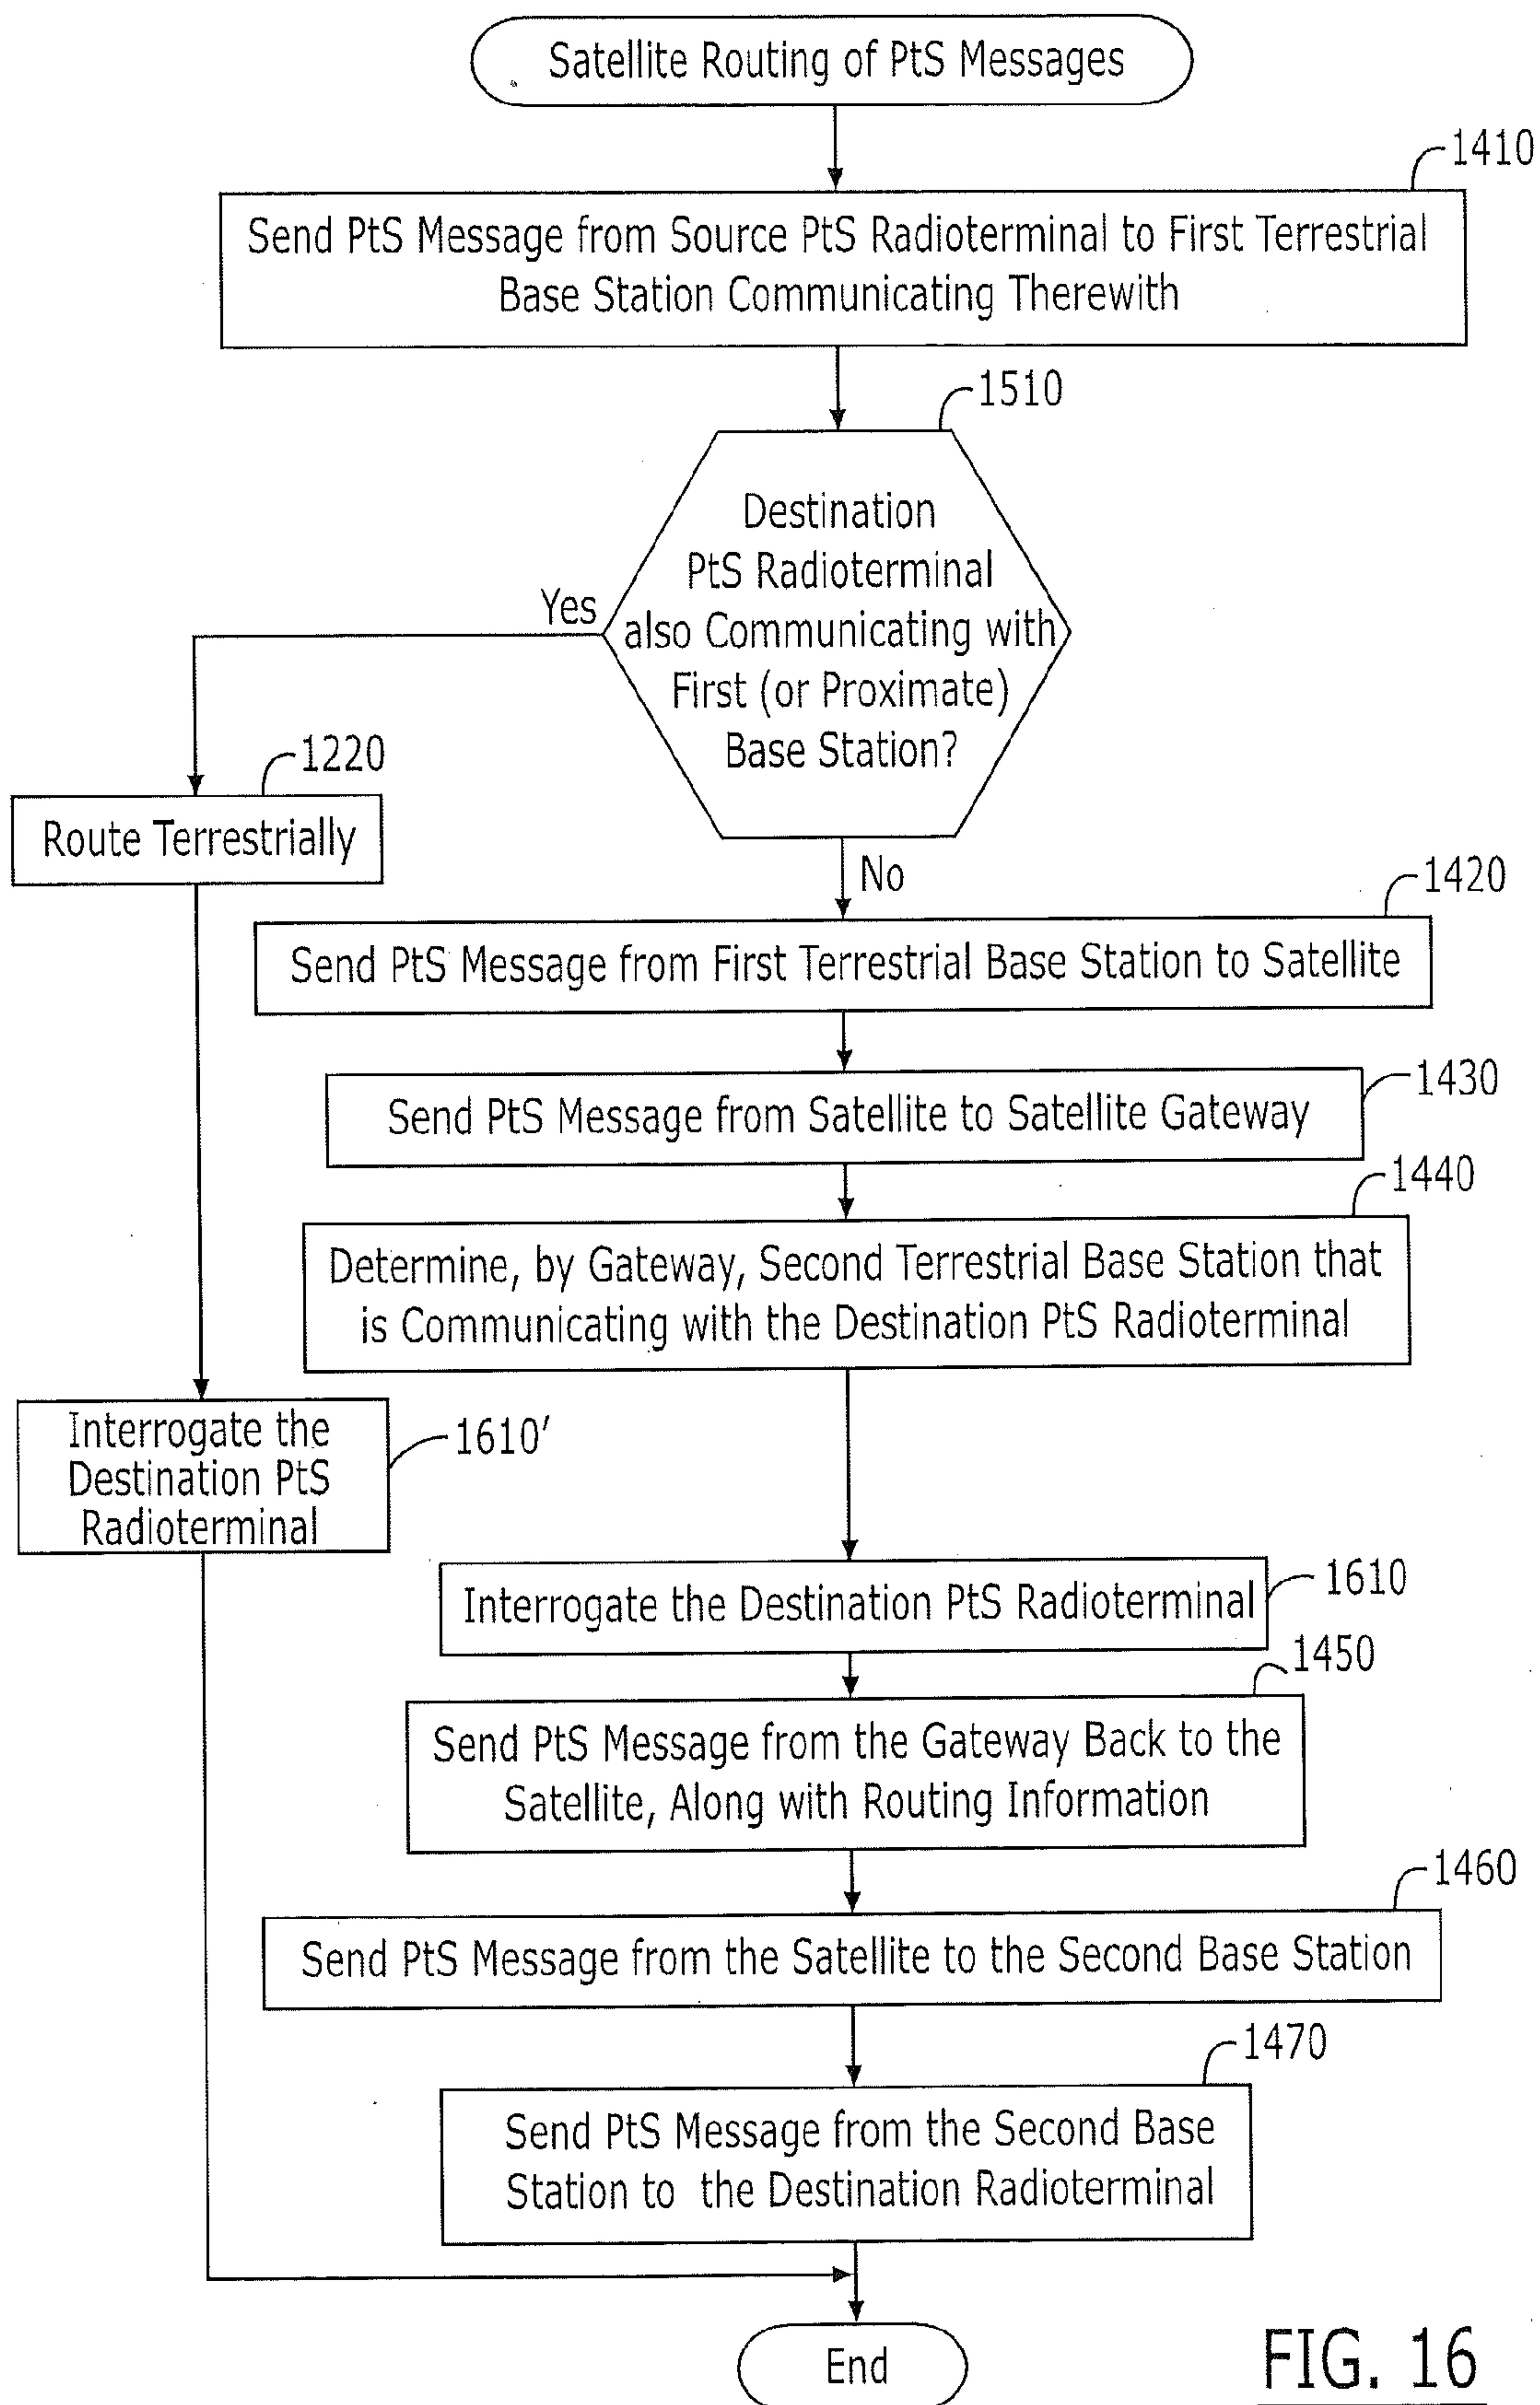 Satellite Routing of PtS Messages
1410
Send PtS Message from Source PtS Radioterminal to First Terrestrial
Base Station Communicating Therewith
1510
Destination
PtS Radioterminal
also Communicating with
First (or Proximate)
Base Station?
Yes
1220
Route Terrestrially
No
1420
Send PtS Message from First Terrestrial Base Station to Satellite
1430
Send PtS Message from Satellite to Satellite Gateway
1440
Determine, by Gateway, Second Terrestrial Base Station that
is Communicating with the Destination PtS Radioterminal
Interrogate the
Destination PtS
Radioterminal
1610′
1610
Interrogate the Destination PtS Radioterminal
1450
Send PtS Message from the Gateway Back to the
Satellite, Along with Routing Information
1460
Send PtS Message from the Satellite to the Second Base Station
1470
Send PtS Message from the Second Base
Station to the Destination Radioterminal
End
FIG. 16